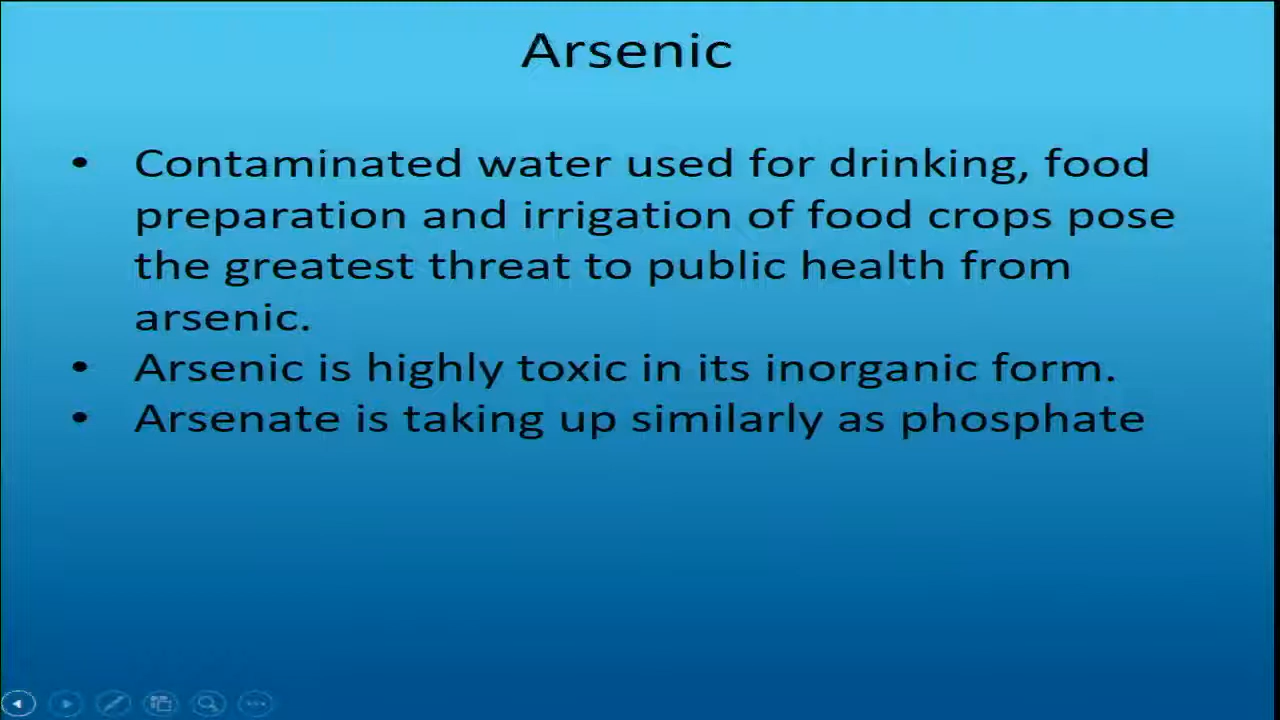 Arsenic
• Contaminated water used for drinking, food
preparation and irrigation of food crops pose
the greatest threat to public health from
arsenic.
• Arsenic is highly toxic in its inorganic form.
• Arsenate is taking up similarly as phosphate